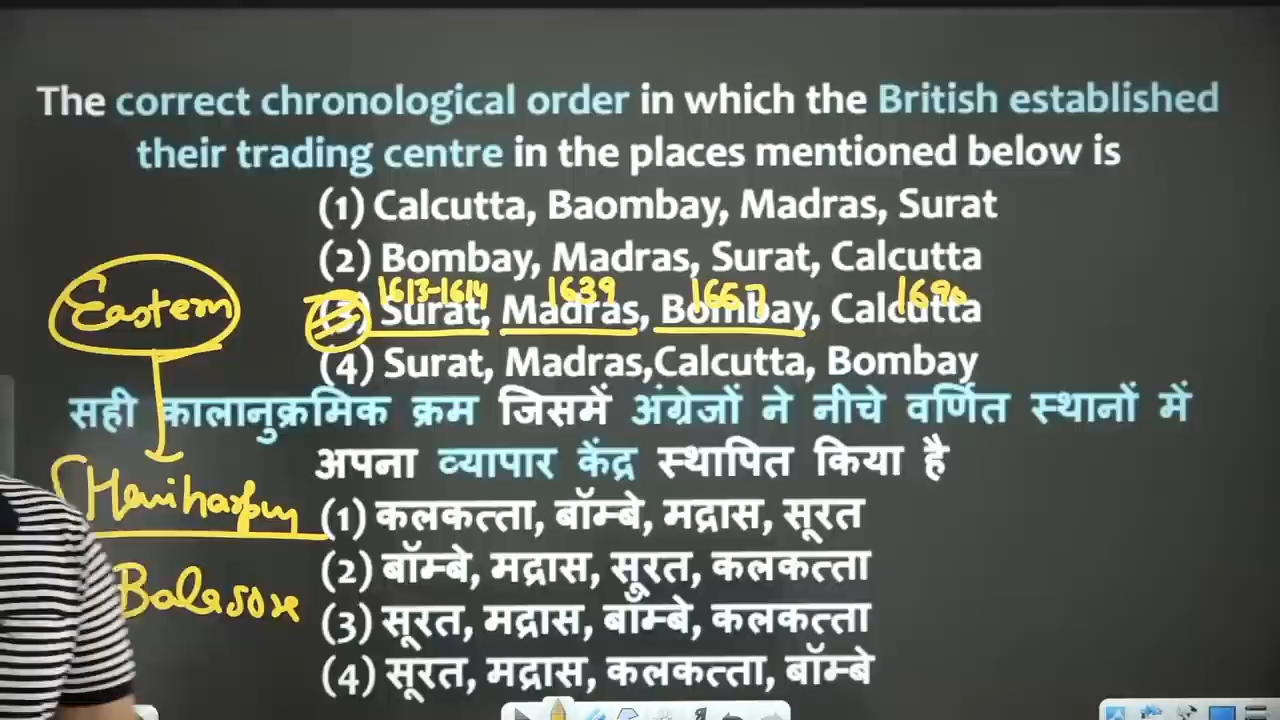 The correct chronological order in which the British established
their trading centre in the places mentioned below is
(1) Calcutta, Baombay, Madras, Surat
(2) Bombay, Madras, Surat, Calcutta
1613-1614 1639 1667 1690
Eastern
(3) Surat, Madras, Bombay, Calcutta
(4) Surat, Madras,Calcutta, Bombay
सही कालानुक्रमिक क्रम जिसमें अंग्रेजों ने नीचे वर्णित स्थानों में
अपना व्यापार केंद्र स्थापित किया है
Hariharpur
(1) कलकत्ता, बॉम्बे, मद्रास, सूरत
(2) बॉम्बे, मद्रास, सूरत, कलकत्ता
Balasore
(3) सूरत, मद्रास, बॉम्बे, कलकत्ता
(4) सूरत, मद्रास, कलकत्ता, बॉम्बे